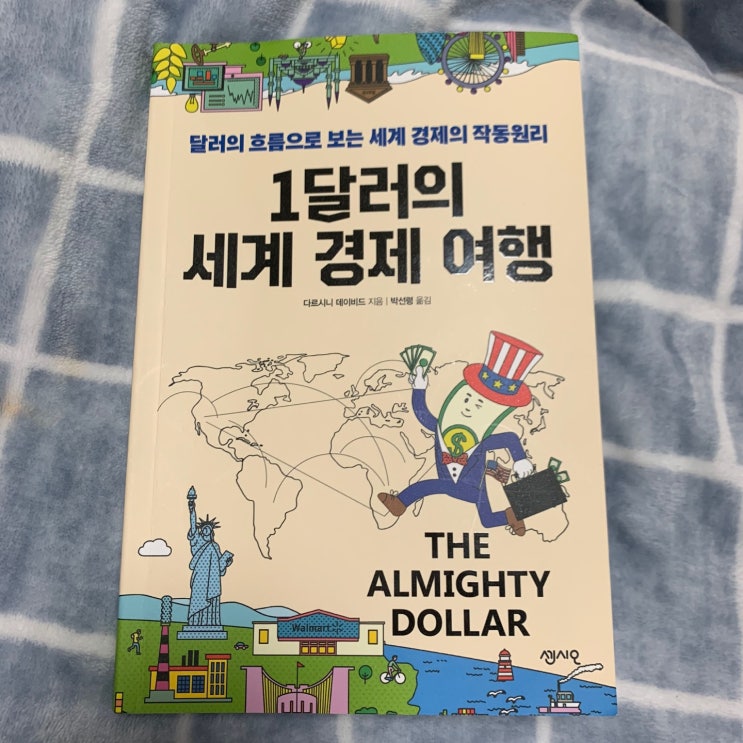 달러의 흐름으로 보는 세계 경제의 작동원리
1달러의
세계 경제 여행
다르시니 데이비드 지음 | 박선령 옮김
THE
ALMIGHTY
DOLLAR
Walmart
센시오